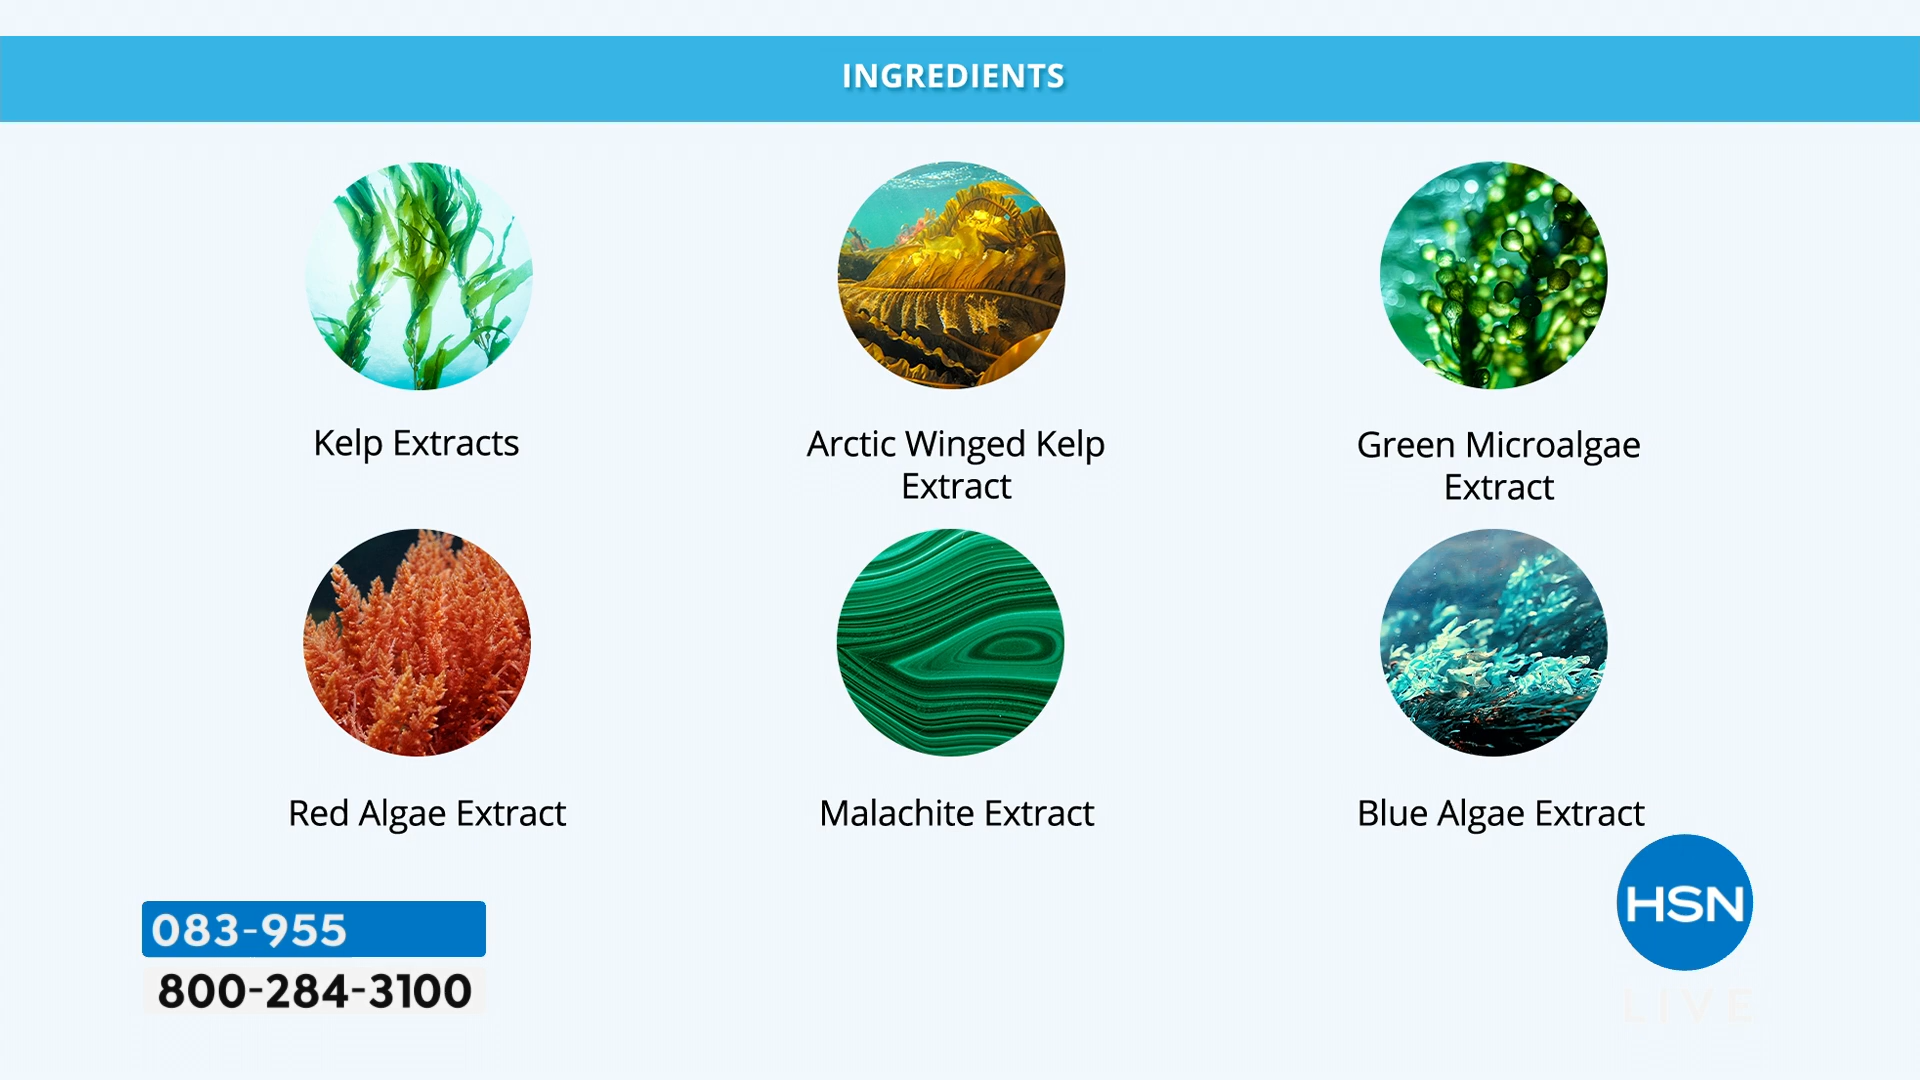 INGREDIENTS
Kelp Extracts
Arctic Winged Kelp
Extract
Green Microalgae
Extract
Red Algae Extract
Malachite Extract
Blue Algae Extract
083-955
800-284-3100
HSN
LIVE